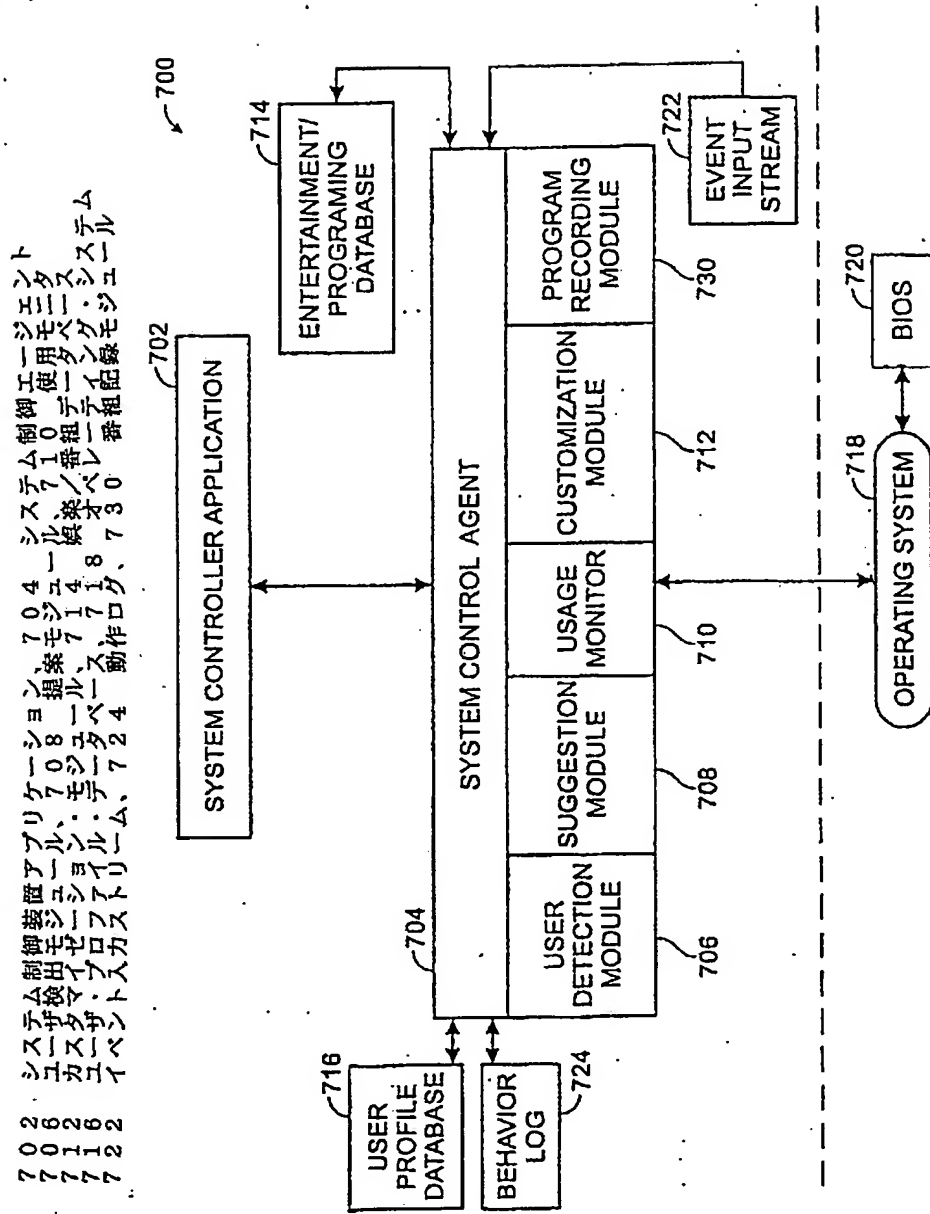 702 システム制御装置アプリケーション、704 システム制御エージェント
706 ユーザ検出モジュール、708 提案モジュール、710 使用モニタ
712 カスタマイゼーション・モジュール、714 娯楽/番組データベース
716 ユーザ・プロファイル・データベース、718 オペレーティング・システム
722 イベント入力ストリーム、724 動作ログ、730 番組記録モジュール
700
702
SYSTEM CONTROLLER APPLICATION
714
ENTERTAINMENT/
PROGRAMING
DATABASE
716
USER
PROFILE
DATABASE
BEHAVIOR
LOG
724
704
SYSTEM CONTROL AGENT
USER
DETECTION
MODULE
706
SUGGESTION
MODULE
708
USAGE
MONITOR
710
CUSTOMIZATION
MODULE
712
PROGRAM
RECORDING
MODULE
730
722
EVENT
INPUT
STREAM
718
OPERATING SYSTEM
720
BIOS